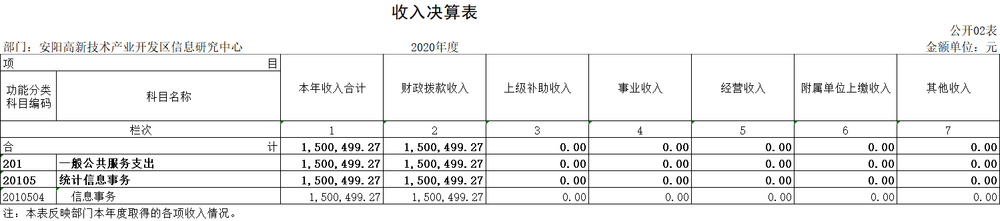 收入决算表
公开02表
部门：安阳高新技术产业开发区信息研究中心 2020年度 金额单位：元
项 目 本年收入合计 财政拨款收入 上级补助收入 事业收入 经营收入 附属单位上缴收入 其他收入
功能分类科目编码 科目名称
栏次 1 2 3 4 5 6 7
合 计 1,500,499.27 1,500,499.27 0.00 0.00 0.00 0.00 0.00
201 一般公共服务支出 1,500,499.27 1,500,499.27 0.00 0.00 0.00 0.00 0.00
20105 统计信息事务 1,500,499.27 1,500,499.27 0.00 0.00 0.00 0.00 0.00
2010504 信息事务 1,500,499.27 1,500,499.27 0.00 0.00 0.00 0.00 0.00
注：本表反映部门本年度取得的各项收入情况。